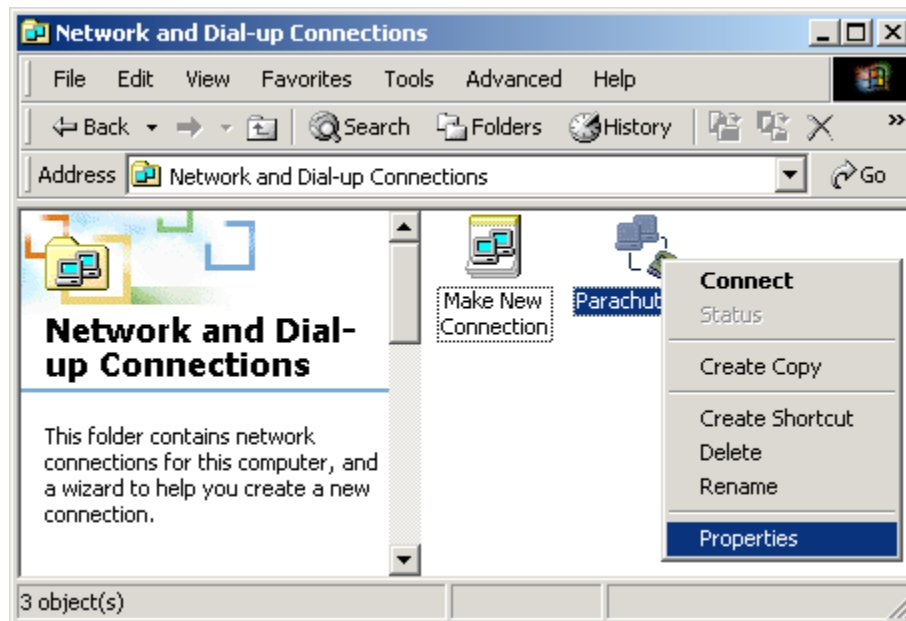 Network and Dial-up Connections
File Edit View Favorites Tools Advanced Help
Back Search Folders History »
Address Network and Dial-up Connections Go
Network and Dial-
up Connections
This folder contains network
connections for this computer, and
a wizard to help you create a new
connection.
Make New
Connection
Parachut
Connect
Status
Create Copy
Create Shortcut
Delete
Rename
Properties
3 object(s)